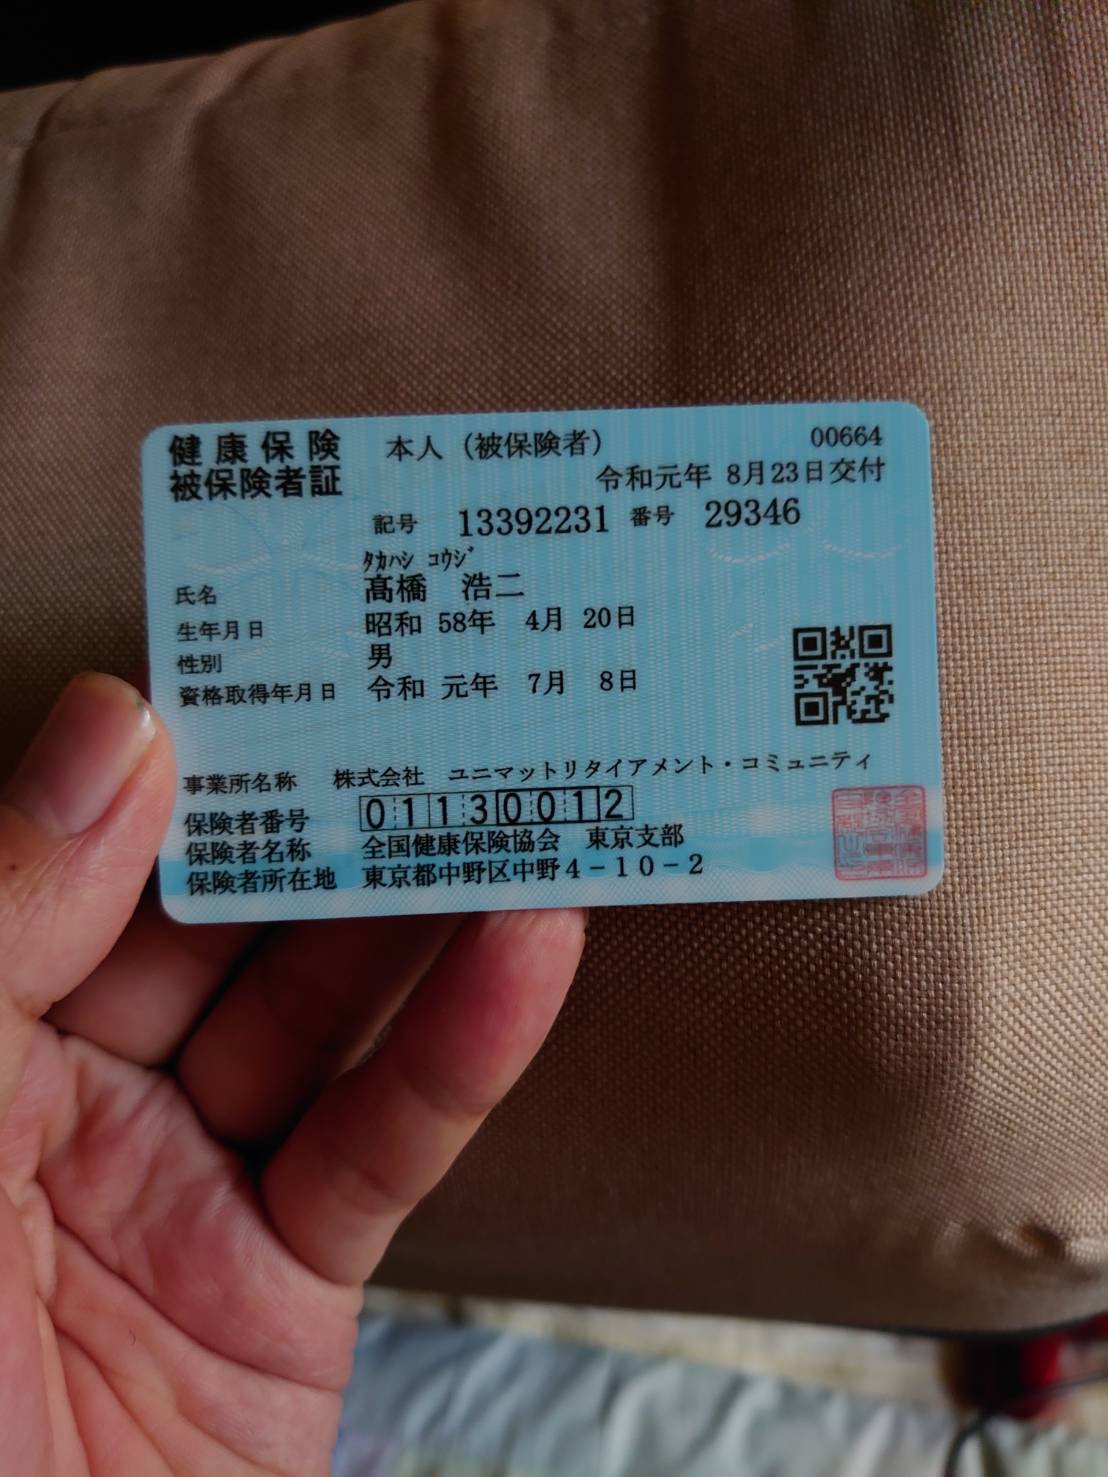 健康保険 本人（被保険者） 00664
被保険者証 令和元年 8月23日交付
記号 13392231 番号 29346
ﾀｶﾊｼ ｺｳｼﾞ
氏名 髙橋 浩二
生年月日 昭和 58年 4月 20日
性別 男
資格取得年月日 令和 元年 7月 8日
事業所名称 株式会社 ユニマットリタイアメント・コミュニティ
保険者番号 01130012
保険者名称 全国健康保険協会 東京支部
保険者所在地 東京都中野区中野４－１０－２